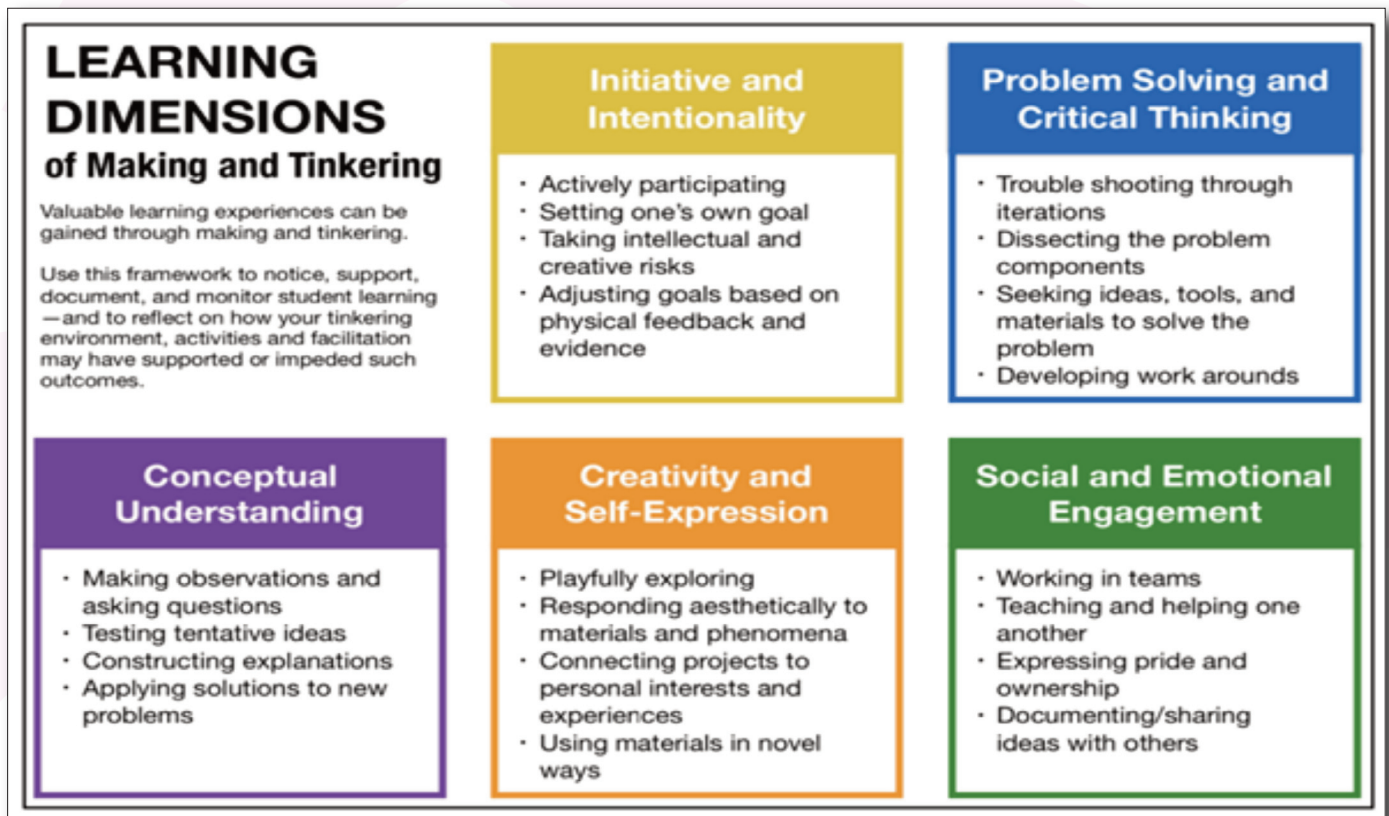 LEARNING
DIMENSIONS
of Making and Tinkering
Valuable learning experiences can be
gained through making and tinkering.
Use this framework to notice, support,
document, and monitor student learning
—and to reflect on how your tinkering
environment, activities and facilitation
may have supported or impeded such
outcomes.
Initiative and
Intentionality
· Actively participating
· Setting one's own goal
· Taking intellectual and
creative risks
· Adjusting goals based on
physical feedback and
evidence
Problem Solving and
Critical Thinking
· Trouble shooting through
iterations
· Dissecting the problem
components
· Seeking ideas, tools, and
materials to solve the
problem
· Developing work arounds
Conceptual
Understanding
· Making observations and
asking questions
· Testing tentative ideas
· Constructing explanations
· Applying solutions to new
problems
Creativity and
Self-Expression
· Playfully exploring
· Responding aesthetically to
materials and phenomena
· Connecting projects to
personal interests and
experiences
· Using materials in novel
ways
Social and Emotional
Engagement
· Working in teams
· Teaching and helping one
another
· Expressing pride and
ownership
· Documenting/sharing
ideas with others